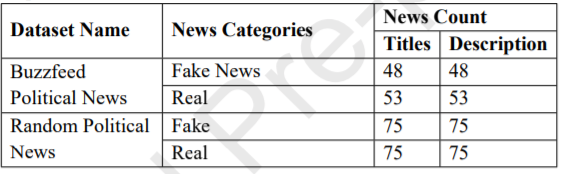 Dataset Name News Categories News Count
Titles Description
Buzzfeed Fake News 48 48
Political News Real 53 53
Random Political Fake 75 75
News Real 75 75